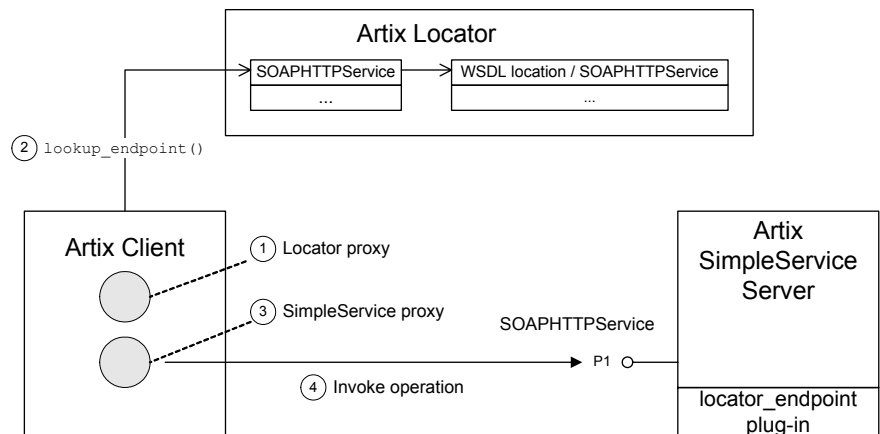 Artix Locator
SOAPHTTPService
WSDL location / SOAPHTTPService
...
...
2 lookup_endpoint()
Artix Client
1 Locator proxy
3 SimpleService proxy
4 Invoke operation
SOAPHTTPService
P1
Artix
SimpleService
Server
locator_endpoint
plug-in